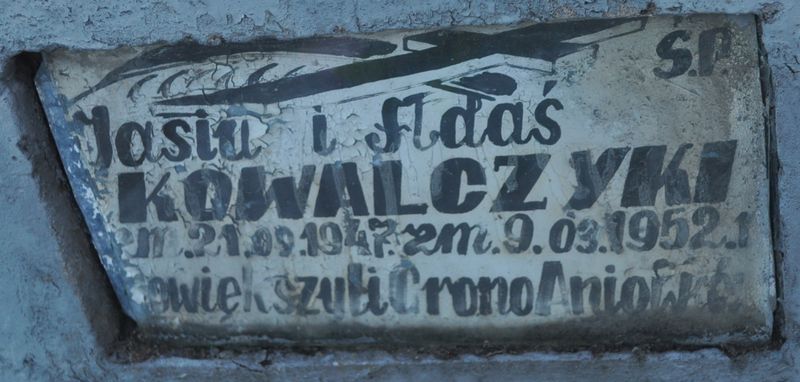 Ś.P.
Jasiu i Adaś
KOWALCZYKI
zm.21.09.1947.zm.9.03.1952.r
Powiększyli Grono Aniołków